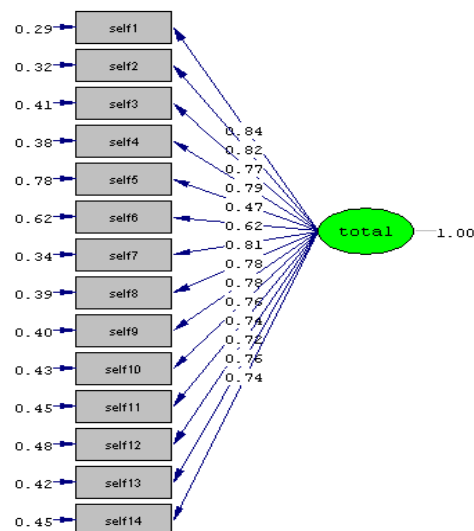 0.29 self1
0.32 self2
0.41 self3
0.38 self4
0.78 self5
0.62 self6
0.34 self7
0.39 self8
0.40 self9
0.43 self10
0.45 self11
0.48 self12
0.42 self13
0.45 self14
0.84
0.82
0.77
0.79
0.47
0.62
0.81
0.78
0.78
0.76
0.74
0.72
0.76
0.74
total 1.00